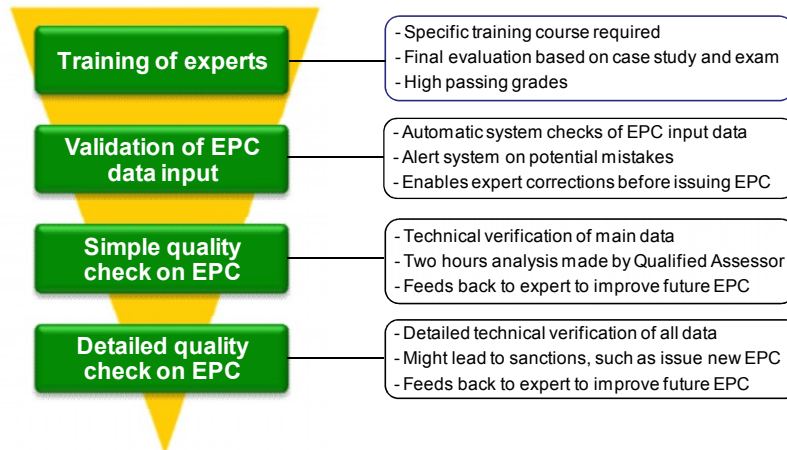 Training of experts
- Specific training course required
- Final evaluation based on case study and exam
- High passing grades
Validation of EPC
data input
- Automatic system checks of EPC input data
- Alert system on potential mistakes
- Enables expert corrections before issuing EPC
Simple quality
check on EPC
- Technical verification of main data
- Two hours analysis made by Qualified Assessor
- Feeds back to expert to improve future EPC
Detailed quality
check on EPC
- Detailed technical verification of all data
- Might lead to sanctions, such as issue new EPC
- Feeds back to expert to improve future EPC